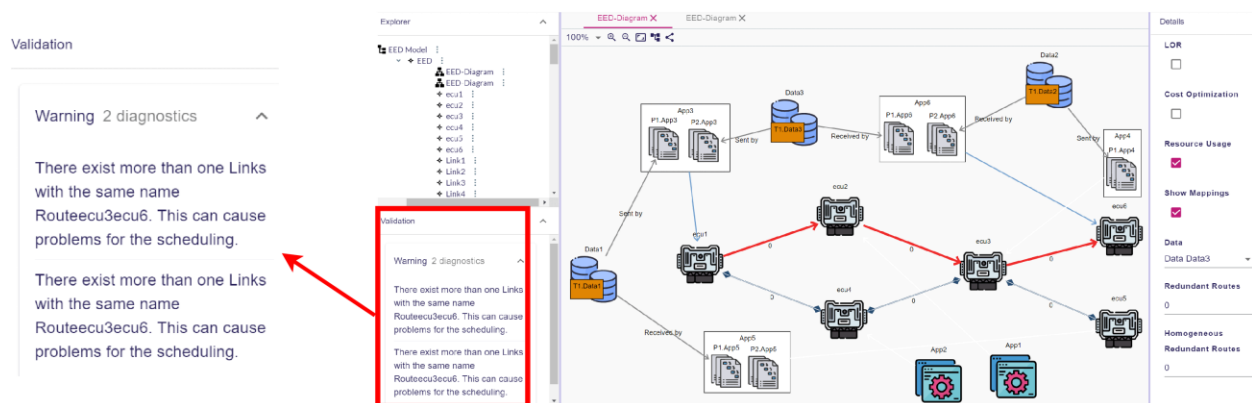 Validation
Warning 2 diagnostics
There exist more than one Links
with the same name
Routeecu3ecu6. This can cause
problems for the scheduling.
There exist more than one Links
with the same name
Routeecu3ecu6. This can cause
problems for the scheduling.
Explorer
EED Model
EED
EED-Diagram
EED-Diagram
ecu1
ecu2
ecu3
ecu4
ecu5
ecu6
Link1
Link2
Link3
Link4
Validation
Warning 2 diagnostics
There exist more than one Links
with the same name
Routeecu3ecu6. This can cause
problems for the scheduling.
There exist more than one Links
with the same name
Routeecu3ecu6. This can cause
problems for the scheduling.
EED-Diagram X
EED-Diagram X
100%
Data2
T1.Data2
Data3
T1.Data3
App3
P1.App3
P2.App3
App6
P1.App6
P2.App6
Sent by
Received by
Received by
Sent by
App4
P1.App4
Sent by
ecu2
ecu6
ecu1
0
0
ecu3
0
Data1
T1.Data1
0
ecu4
0
0
ecu5
Received by
App5
P1.App5
P2.App5
App2
App1
Details
LOR
Cost Optimization
Resource Usage
Show Mappings
Data
Data Data3
Redundant Routes
0
Homogeneous
Redundant Routes
0